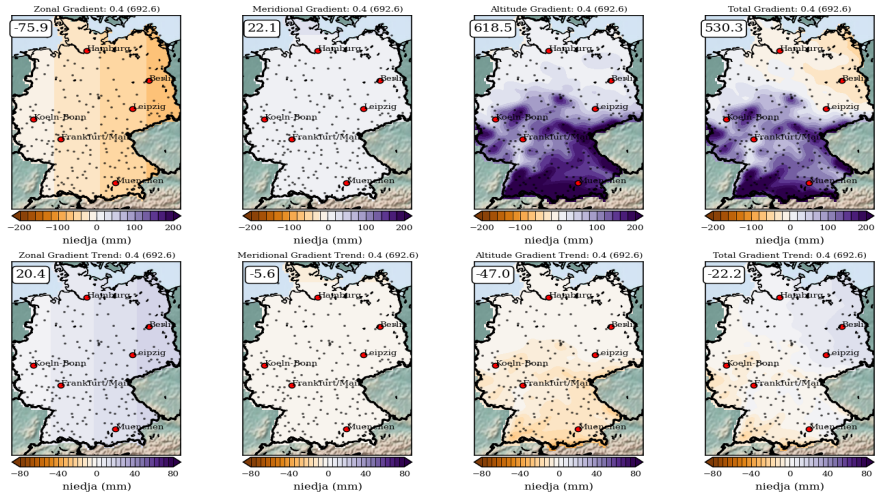 Zonal Gradient: 0.4 (692.6)
Meridional Gradient: 0.4 (692.6)
Altitude Gradient: 0.4 (692.6)
Total Gradient: 0.4 (692.6)
-75.9
22.1
618.5
530.3
Hamburg
Berlin
Leipzig
Koeln-Bonn
Frankfurt/Main
Muenchen
Hamburg
Berlin
Leipzig
Koeln-Bonn
Frankfurt/Main
Muenchen
Hamburg
Berlin
Leipzig
Koeln-Bonn
Frankfurt/Main
Muenchen
Hamburg
Berlin
Leipzig
Koeln-Bonn
Frankfurt/Main
Muenchen
−200 −100 0 100 200
−200 −100 0 100 200
−200 −100 0 100 200
−200 −100 0 100 200
niedja (mm)
niedja (mm)
niedja (mm)
niedja (mm)
Zonal Gradient Trend: 0.4 (692.6)
Meridional Gradient Trend: 0.4 (692.6)
Altitude Gradient Trend: 0.4 (692.6)
Total Gradient Trend: 0.4 (692.6)
20.4
-5.6
-47.0
-22.2
Hamburg
Berlin
Leipzig
Koeln-Bonn
Frankfurt/Main
Muenchen
Hamburg
Berlin
Leipzig
Koeln-Bonn
Frankfurt/Main
Muenchen
Hamburg
Berlin
Leipzig
Koeln-Bonn
Frankfurt/Main
Muenchen
Hamburg
Berlin
Leipzig
Koeln-Bonn
Frankfurt/Main
Muenchen
−80 −40 0 40 80
−80 −40 0 40 80
−80 −40 0 40 80
−80 −40 0 40 80
niedja (mm)
niedja (mm)
niedja (mm)
niedja (mm)